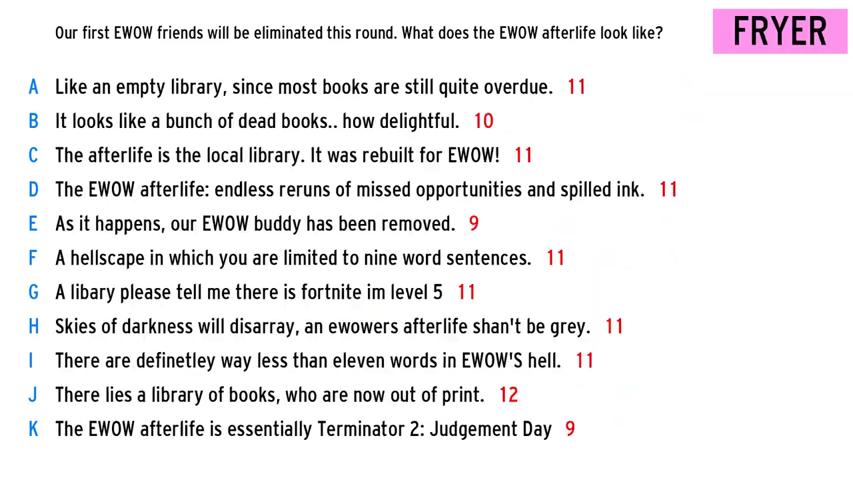 Our first EWOW friends will be eliminated this round. What does the EWOW afterlife look like?
FRYER
A Like an empty library, since most books are still quite overdue. 11
B It looks like a bunch of dead books.. how delightful. 10
C The afterlife is the local library. It was rebuilt for EWOW! 11
D The EWOW afterlife: endless reruns of missed opportunities and spilled ink. 11
E As it happens, our EWOW buddy has been removed. 9
F A hellscape in which you are limited to nine word sentences. 11
G A libary please tell me there is fortnite im level 5 11
H Skies of darkness will disarray, an ewowers afterlife shan't be grey. 11
I There are definetley way less than eleven words in EWOW'S hell. 11
J There lies a library of books, who are now out of print. 12
K The EWOW afterlife is essentially Terminator 2: Judgement Day 9